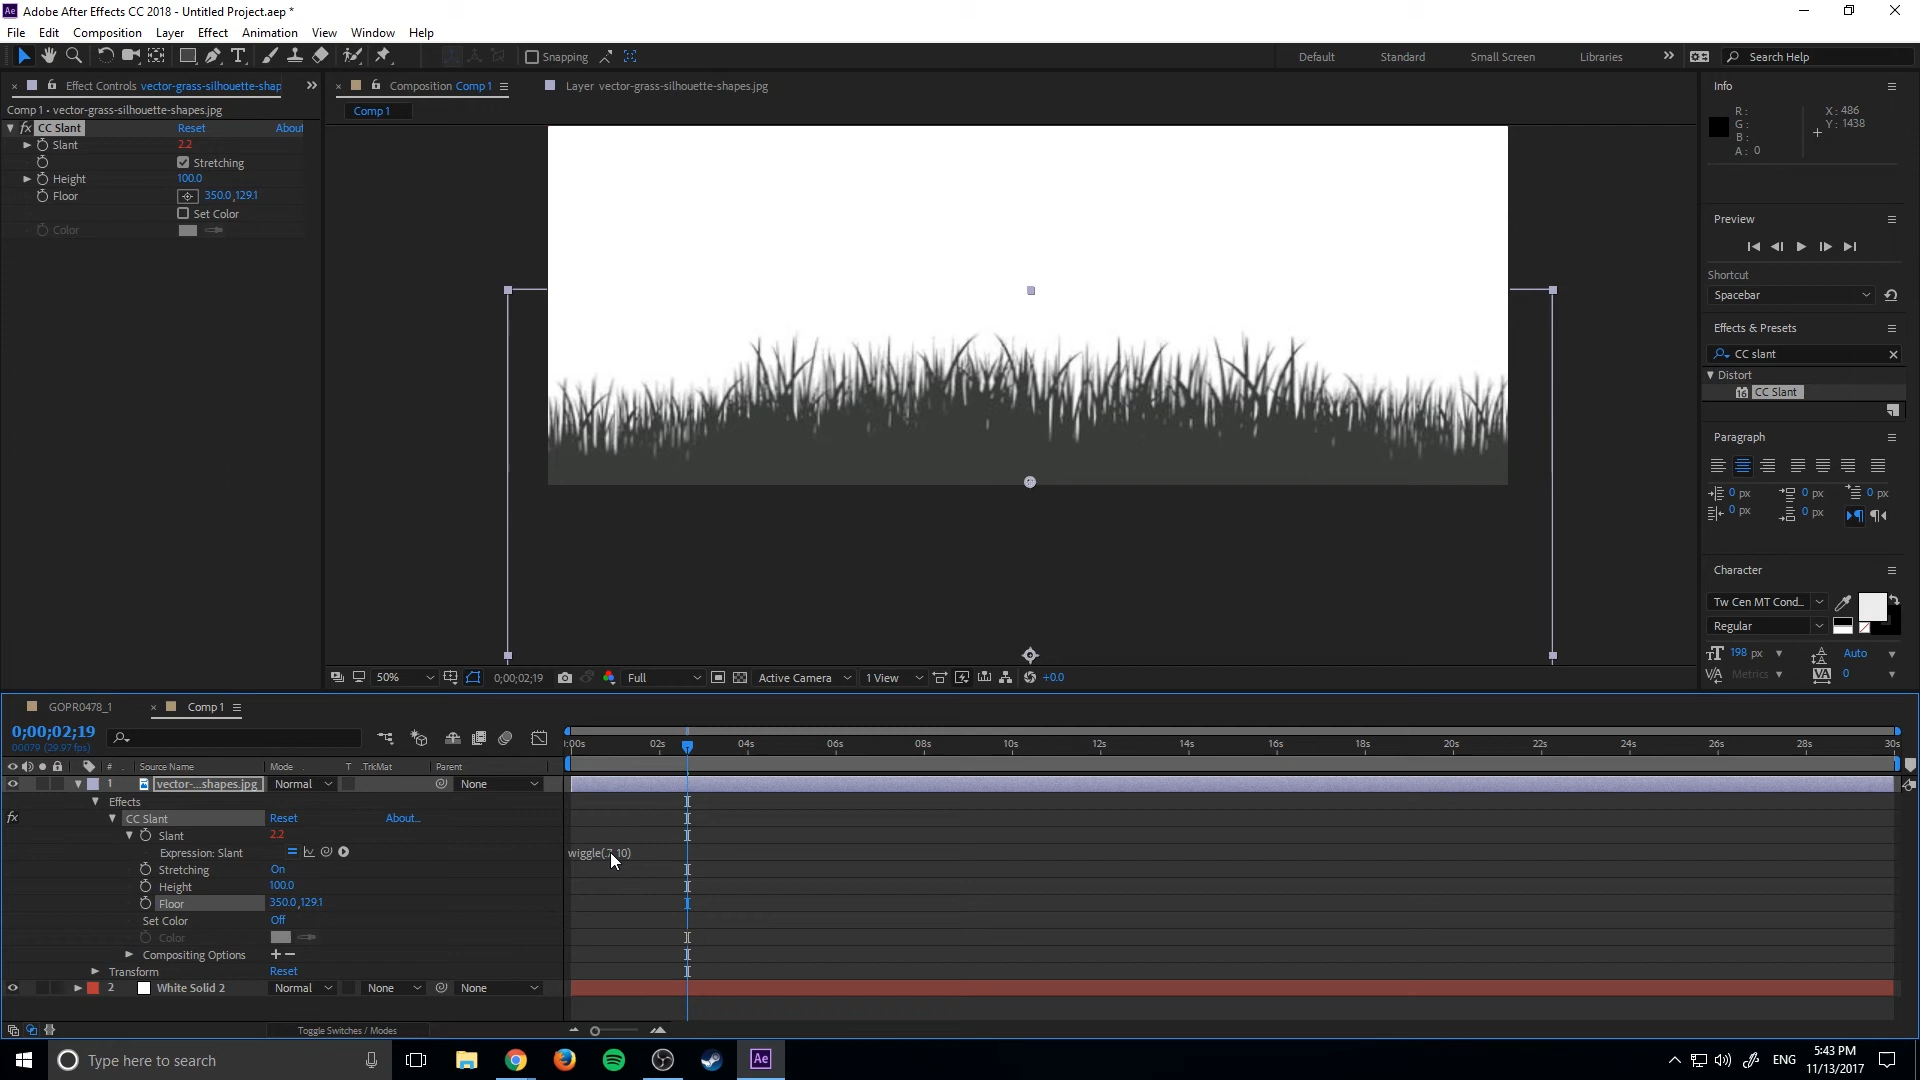 Ae Adobe After Effects CC 2018 - Untitled Project.aep *
File Edit Composition Layer Effect Animation View Window Help
Snapping Default Standard Small Screen Libraries » Search Help
Effect Controls vector-grass-silhouette-shap »
Comp 1 • vector-grass-silhouette-shapes.jpg
fx CC Slant Reset About
Slant 2.2
Stretching
Height 100.0
Floor 350.0,129.1
Set Color
Color
Composition Comp 1
Layer vector-grass-silhouette-shapes.jpg
Comp 1
50% 0;00;02;19 Full Active Camera 1 View +0.0
Info
R: X: 486
G: Y: 1438
B:
A: 0
Preview
Shortcut
Spacebar
Effects & Presets
CC slant
Distort
16 CC Slant
Paragraph
0 px 0 px 0 px
0 px 0 px
Character
Tw Cen MT Cond...
Regular
198 px Auto
Metrics 0
GOPR0478_1 Comp 1
0;00;02;19
00079 (29.97 fps)
:00s 02s 04s 06s 08s 10s 12s 14s 16s 18s 20s 22s 24s 26s 28s 30s
# Source Name Mode T .TrkMat Parent
1 vector-...shapes.jpg Normal None
Effects
fx CC Slant Reset About...
Slant 2.2
Expression: Slant
Stretching On
Height 100.0
Floor 350.0,129.1
Set Color Off
Color
Compositing Options + −
Transform Reset
2 White Solid 2 Normal None None
Toggle Switches / Modes
Type here to search
Ae
ENG
5:43 PM
11/13/2017